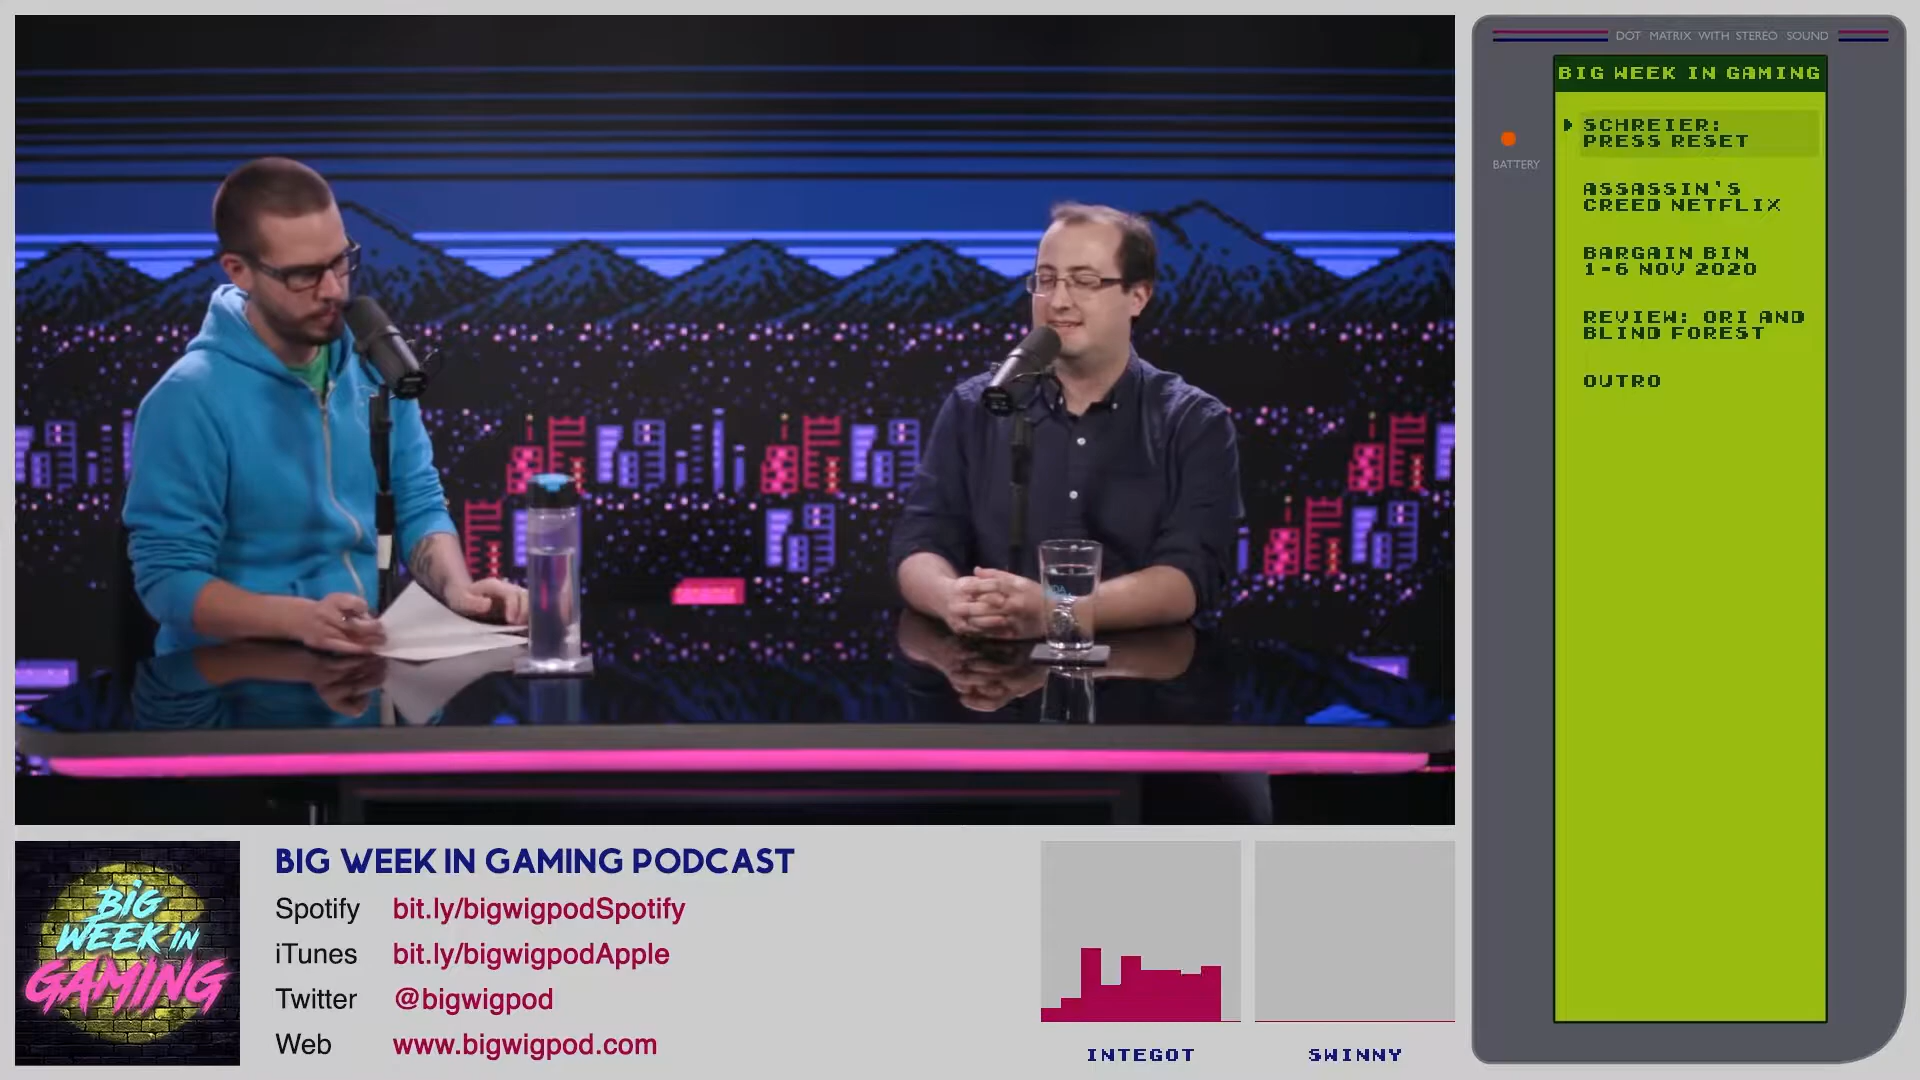 DOT MATRIX WITH STEREO SOUND
BIG WEEK IN GAMING
SCHREIER:
PRESS RESET
ASSASSIN'S
CREED NETFLIX
BARGAIN BIN
1-6 NOV 2020
REVIEW: ORI AND
BLIND FOREST
OUTRO
BATTERY
BIG
WEEK IN
GAMING
BIG WEEK IN GAMING PODCAST
Spotify bit.ly/bigwigpodSpotify
iTunes bit.ly/bigwigpodApple
Twitter @bigwigpod
Web www.bigwigpod.com
INTEGOT
SWINNY